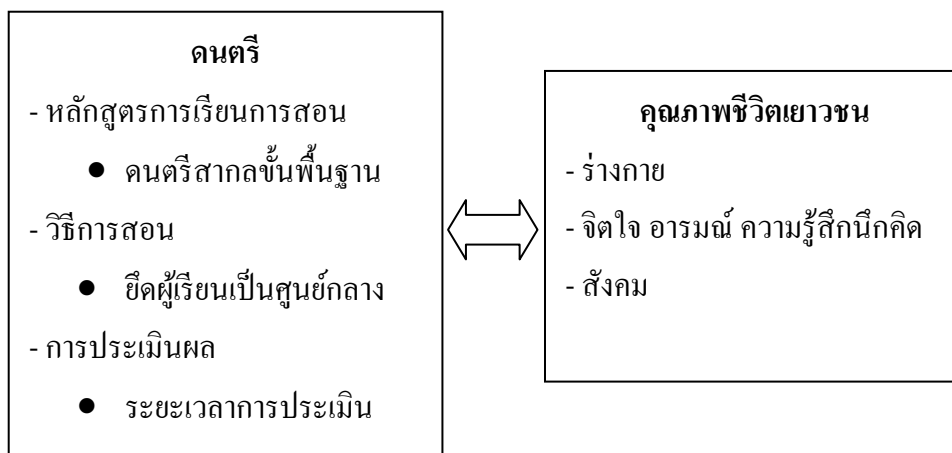 ดนตรี
- หลักสูตรการเรียนการสอน
● ดนตรีสากลขั้นพื้นฐาน
- วิธีการสอน
● ยึดผู้เรียนเป็นศูนย์กลาง
- การประเมินผล
● ระยะเวลาการประเมิน
คุณภาพชีวิตเยาวชน
- ร่างกาย
- จิตใจ อารมณ์ ความรู้สึกนึกคิด
- สังคม